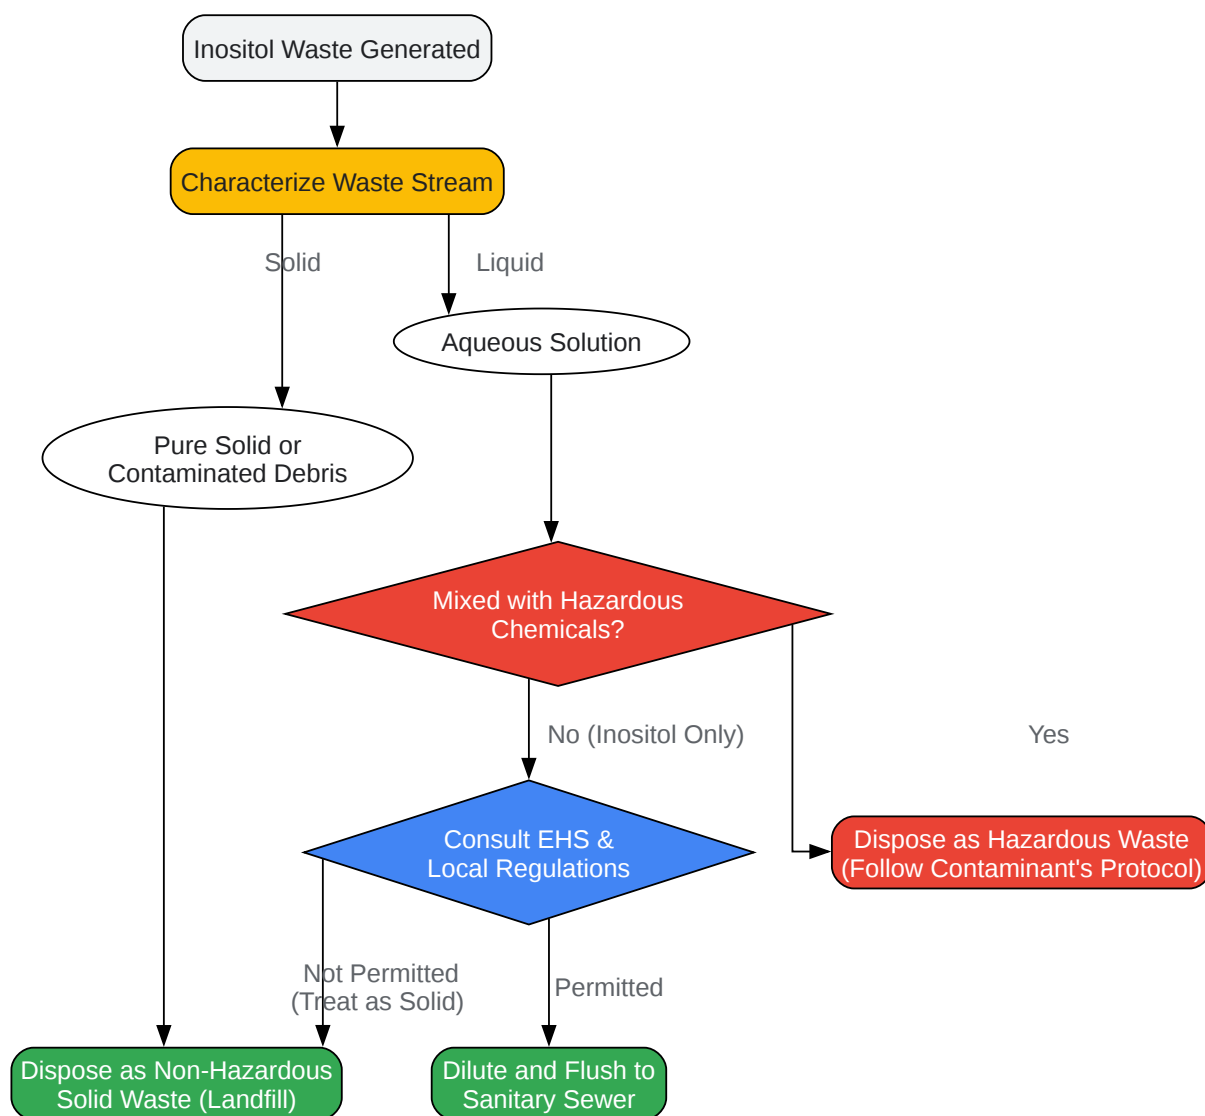 Inositol Waste Generated
Characterize Waste Stream
Solid
Liquid
Aqueous Solution
Pure Solid or
Contaminated Debris
Mixed with Hazardous
Chemicals?
No (Inositol Only)
Yes
Consult EHS &
Local Regulations
Dispose as Hazardous Waste
(Follow Contaminant's Protocol)
Not Permitted
(Treat as Solid)
Permitted
Dispose as Non-Hazardous
Solid Waste (Landfill)
Dilute and Flush to
Sanitary Sewer